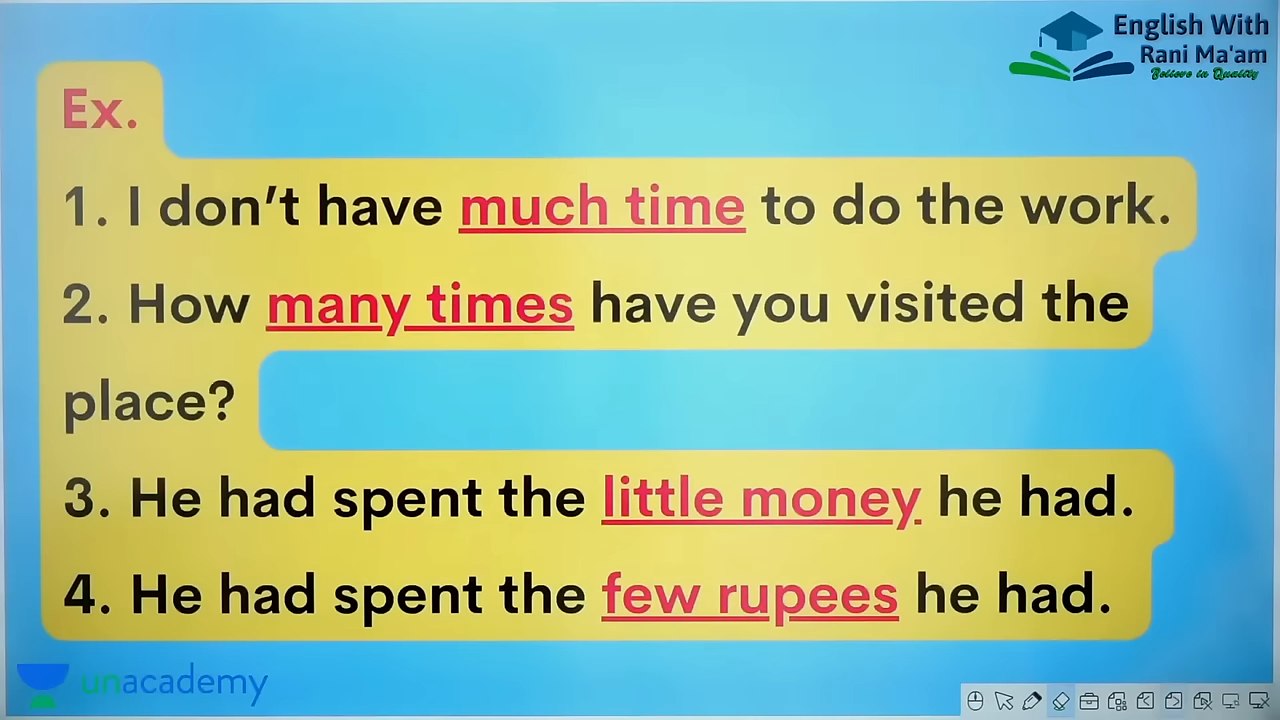 English With
Rani Ma'am
Believe in Quality
Ex.
1. I don't have much time to do the work.
2. How many times have you visited the
place?
3. He had spent the little money he had.
4. He had spent the few rupees he had.
unacademy